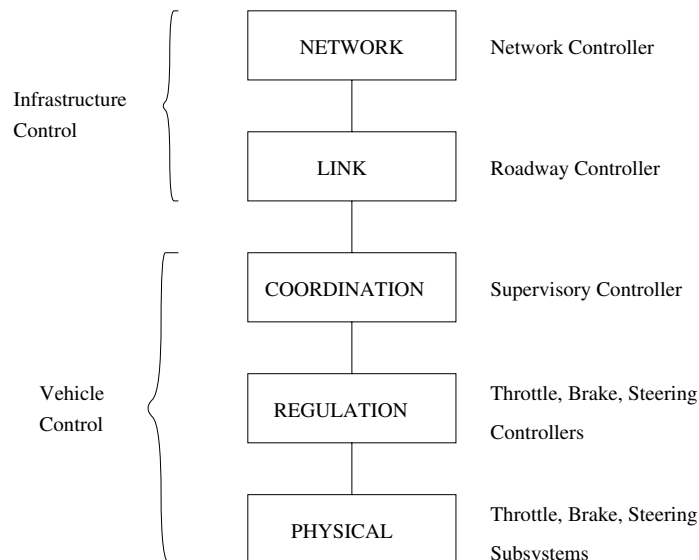 NETWORK
Network Controller
Infrastructure
Control
LINK
Roadway Controller
COORDINATION
Supervisory Controller
Vehicle
Control
REGULATION
Throttle, Brake, Steering
Controllers
PHYSICAL
Throttle, Brake, Steering
Subsystems